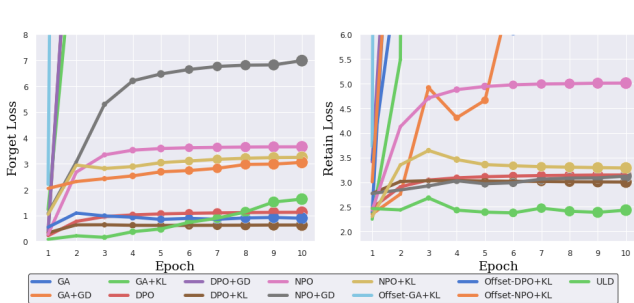 8
7
6
5
4
3
2
1
0
Forget Loss
1 2 3 4 5 6 7 8 9 10
Epoch
6.0
5.5
5.0
4.5
4.0
3.5
3.0
2.5
2.0
Retain Loss
1 2 3 4 5 6 7 8 9 10
Epoch
GA GA+KL DPO+GD NPO NPO+KL Offset-DPO+KL ULD
GA+GD DPO DPO+KL NPO+GD Offset-GA+KL Offset-NPO+KL